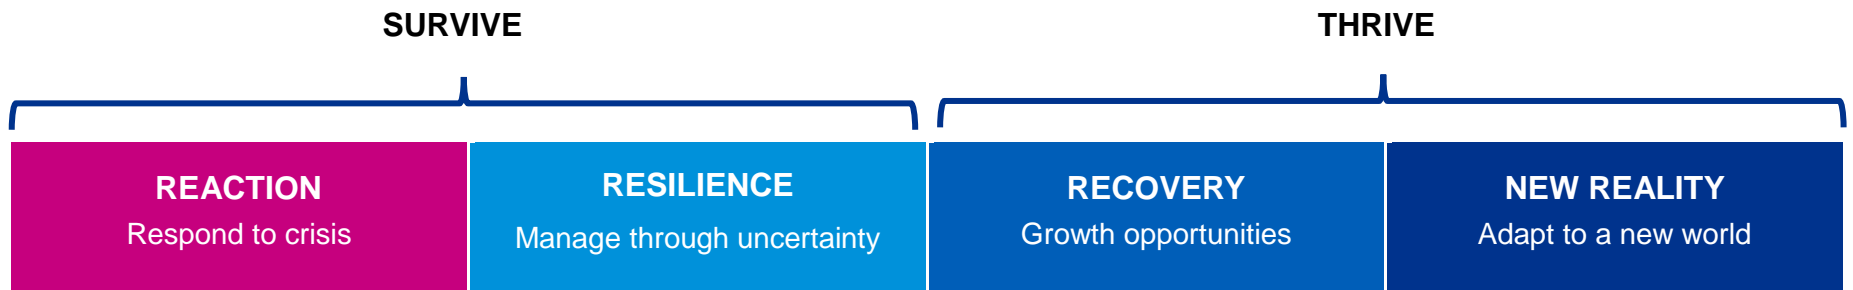 SURVIVE
THRIVE
REACTION
Respond to crisis
RESILIENCE
Manage through uncertainty
RECOVERY
Growth opportunities
NEW REALITY
Adapt to a new world